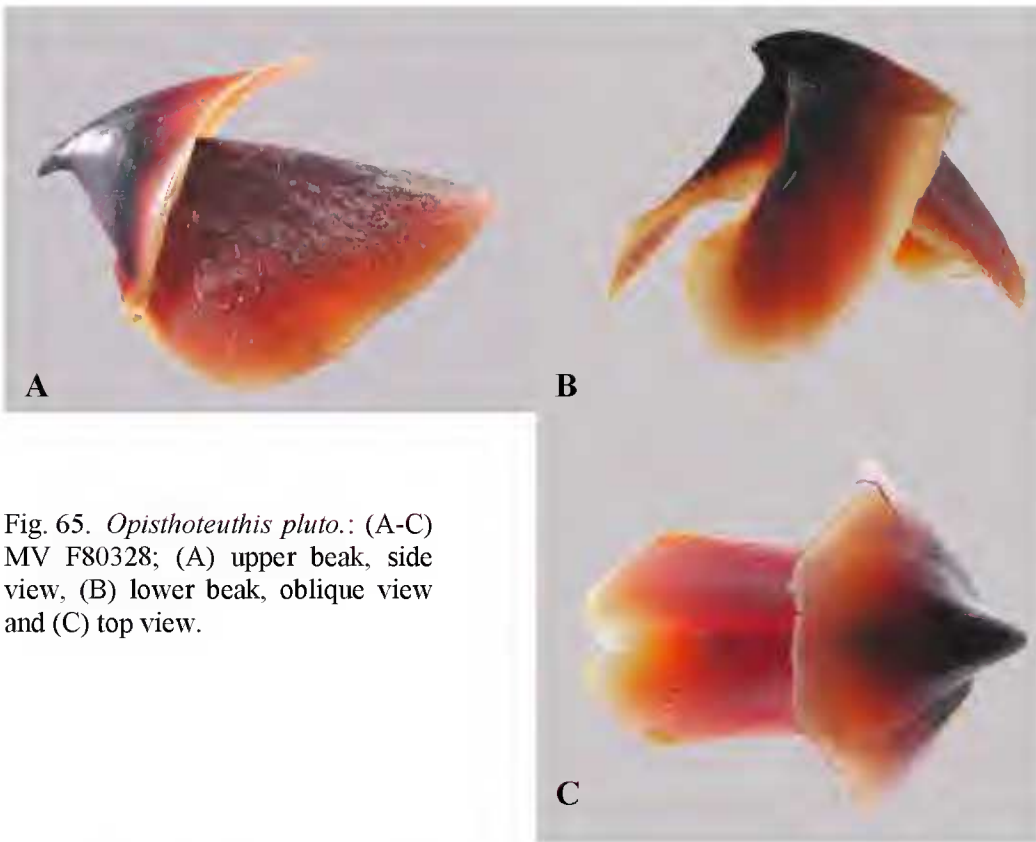 A
B
Fig. 65. Opisthoteuthis pluto.: (A-C)
MV F80328; (A) upper beak, side
view, (B) lower beak, oblique view
and (C) top view.
C